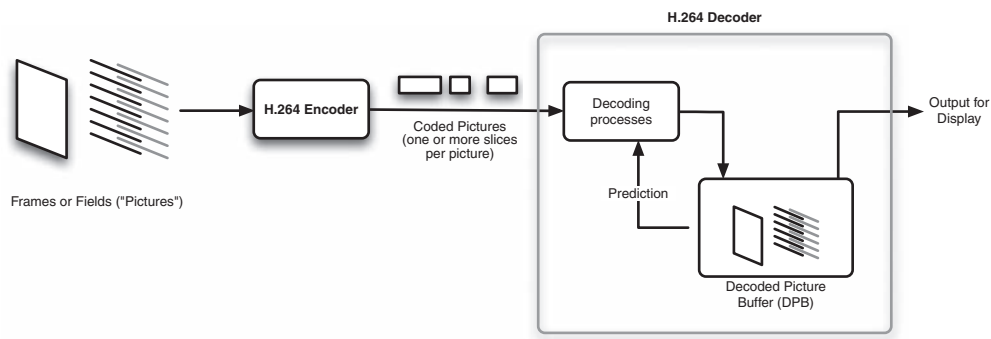 H.264 Decoder
H.264 Encoder
Coded Pictures
(one or more slices
per picture)
Decoding
processes
Output for
Display
Prediction
Frames or Fields ("Pictures")
Decoded Picture
Buffer (DPB)